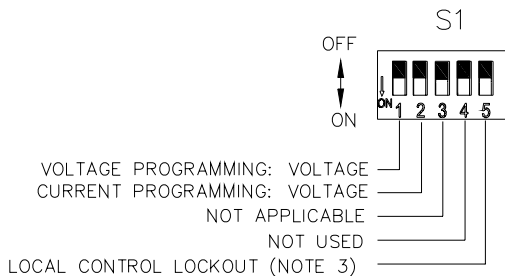 S1
OFF
ON
ON
1 2 3 4 5
VOLTAGE PROGRAMMING: VOLTAGE
CURRENT PROGRAMMING: VOLTAGE
NOT APPLICABLE
NOT USED
LOCAL CONTROL LOCKOUT (NOTE 3)